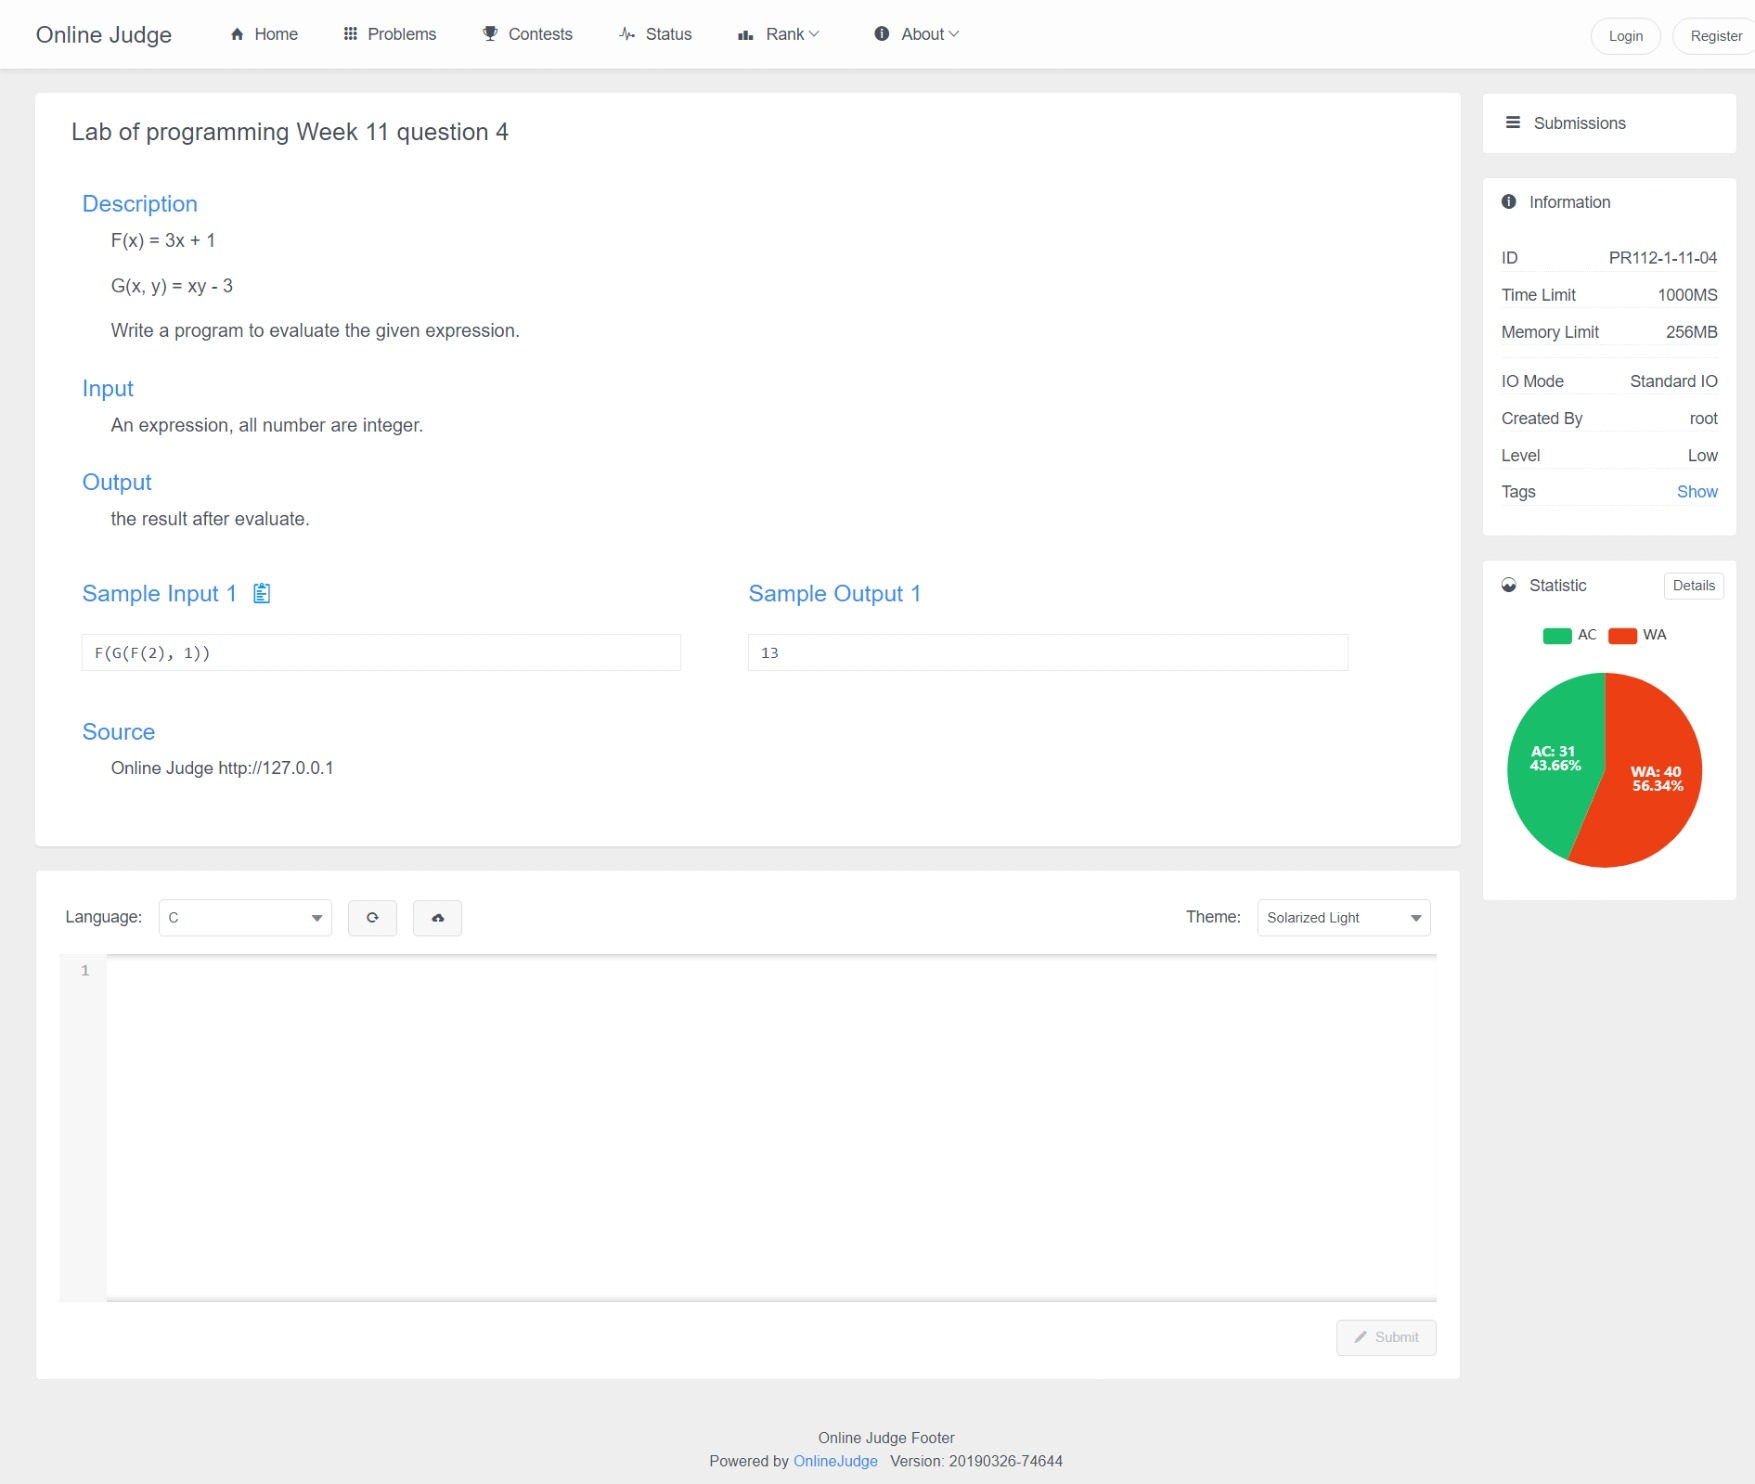 Online Judge
Home
Problems
Contests
Status
Rank
About
Login
Register
Lab of programming Week 11 question 4
Description
F(x) = 3x + 1
G(x, y) = xy - 3
Write a program to evaluate the given expression.
Input
An expression, all number are integer.
Output
the result after evaluate.
Sample Input 1
F(G(F(2), 1))
Sample Output 1
13
Source
Online Judge http://127.0.0.1
Submissions
Information
ID PR112-1-11-04
Time Limit 1000MS
Memory Limit 256MB
IO Mode Standard IO
Created By root
Level Low
Tags Show
Statistic
Details
AC WA
AC: 31
43.66%
WA: 40
56.34%
Language: C
Theme: Solarized Light
1
Submit
Online Judge Footer
Powered by OnlineJudge Version: 20190326-74644